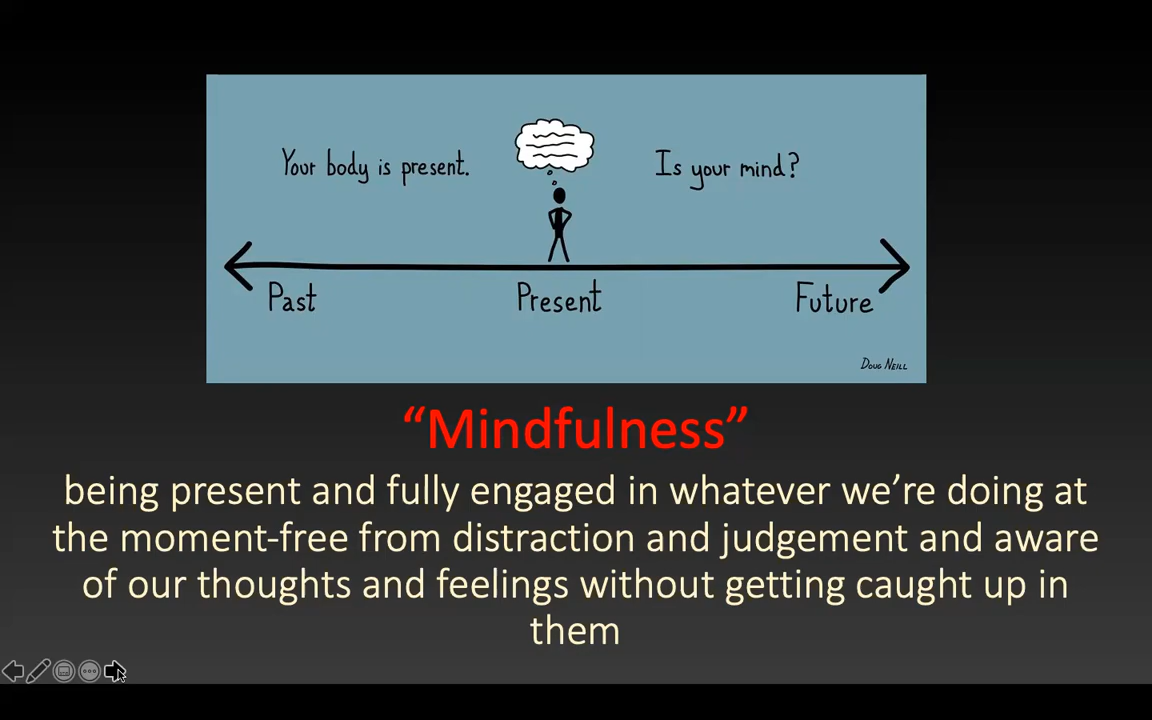 Your body is present.
Is your mind?
Past
Present
Future
DOUG NEILL
“Mindfulness”
being present and fully engaged in whatever we’re doing at
the moment-free from distraction and judgement and aware
of our thoughts and feelings without getting caught up in
them